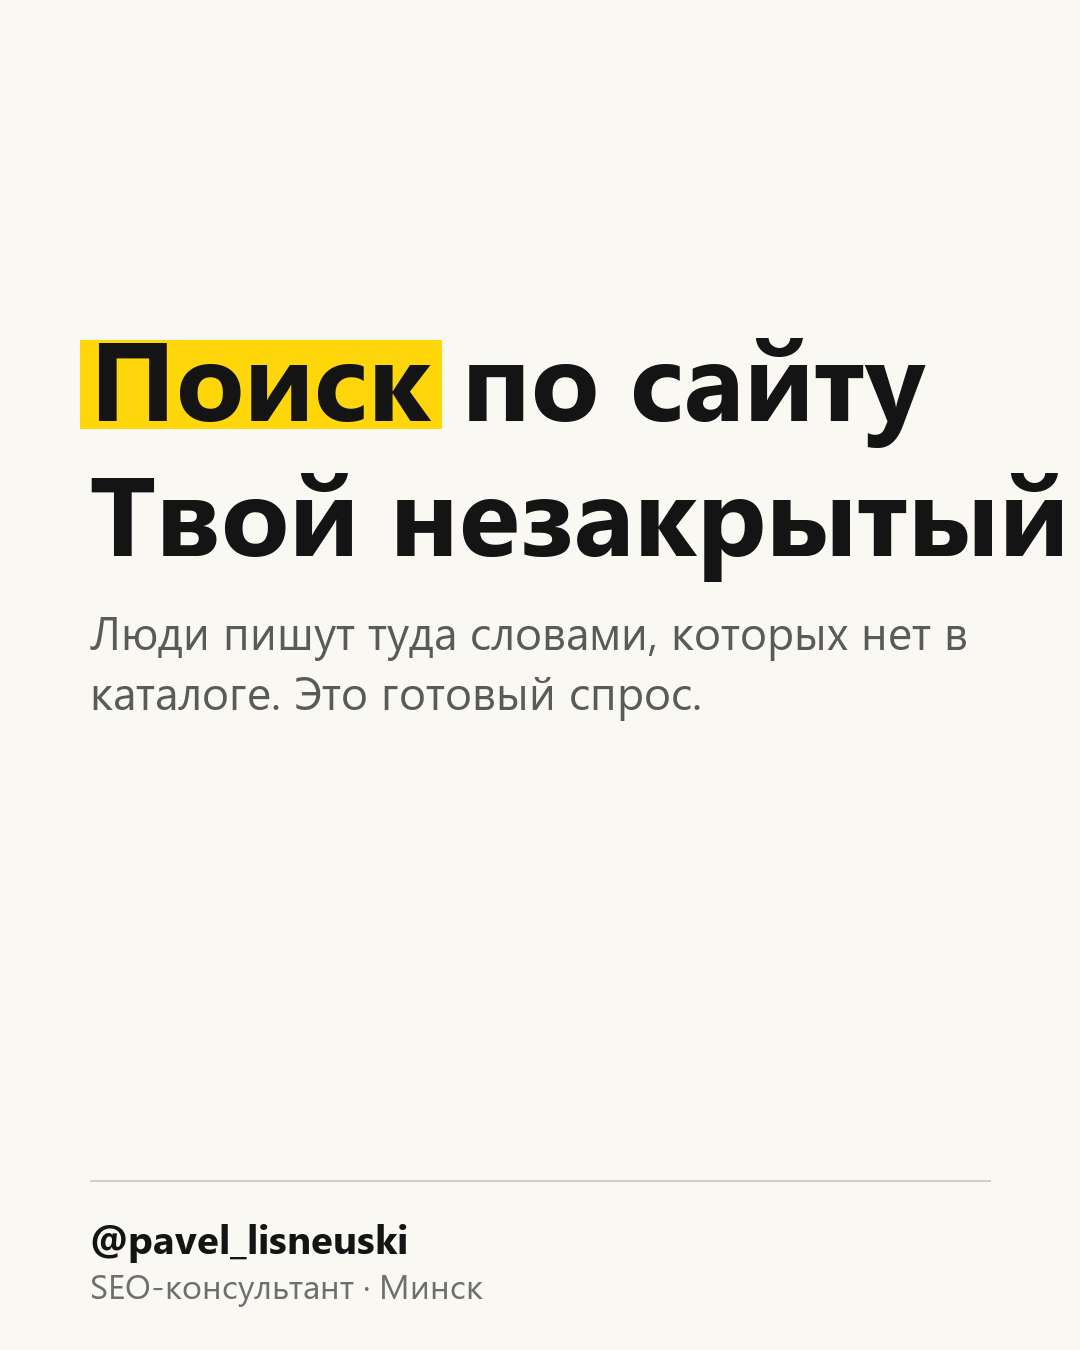 Поиск по сайту
Твой незакрытый
Люди пишут туда словами, которых нет в
каталоге. Это готовый спрос.
@pavel_lisneuski
SEO-консультант · Минск